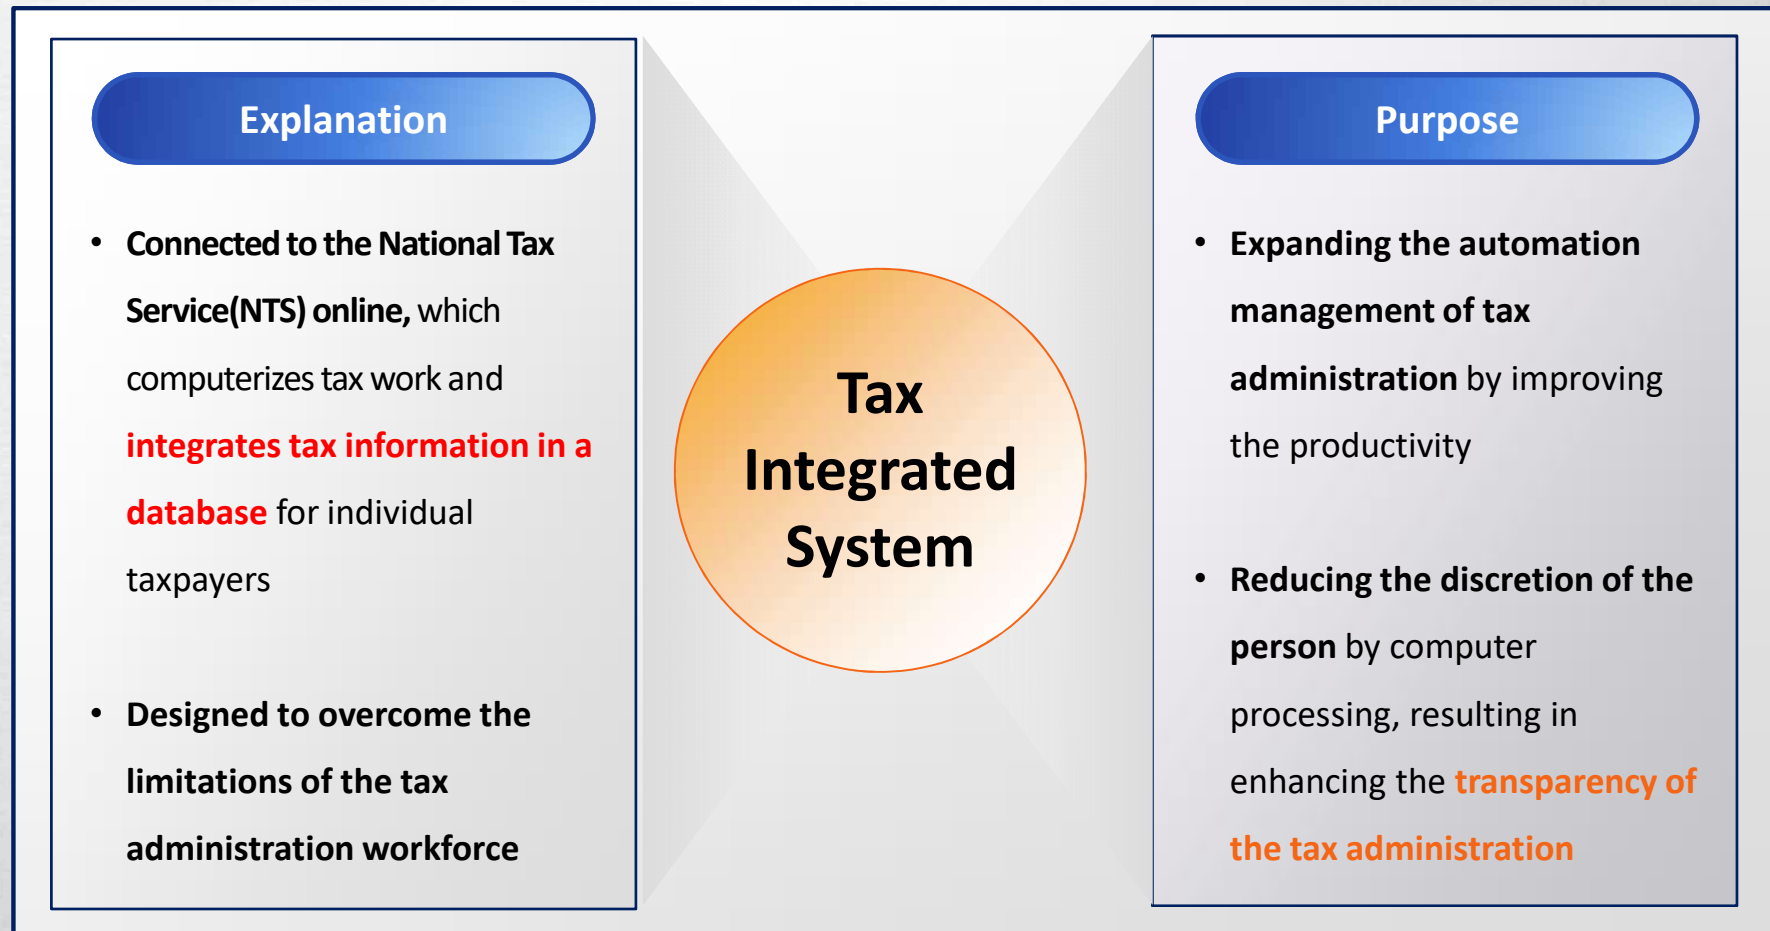 Explanation
• Connected to the National Tax
Service(NTS) online, which
computerizes tax work and
integrates tax information in a
database for individual
taxpayers
• Designed to overcome the
limitations of the tax
administration workforce
Tax
Integrated
System
Purpose
• Expanding the automation
management of tax
administration by improving
the productivity
• Reducing the discretion of the
person by computer
processing, resulting in
enhancing the transparency of
the tax administration